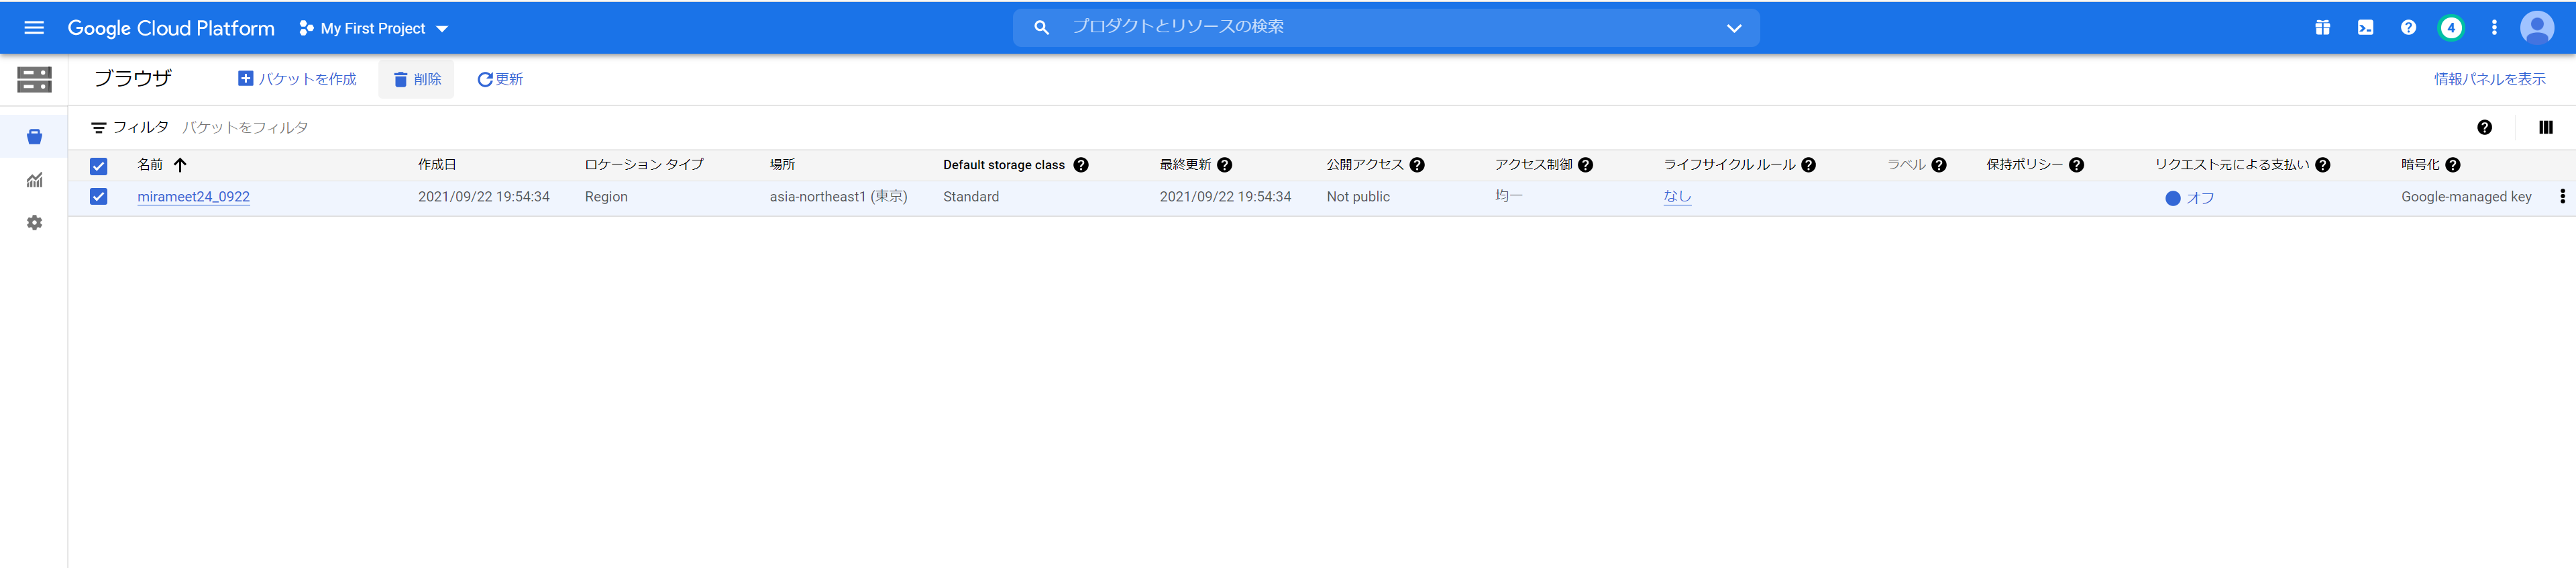 Google Cloud Platform My First Project プロダクトとリソースの検索 4
ブラウザ バケットを作成 削除 更新 情報パネルを表示
フィルタ バケットをフィルタ
名前 作成日 ロケーション タイプ 場所 Default storage class 最終更新 公開アクセス アクセス制御 ライフサイクル ルール ラベル 保持ポリシー リクエスト元による支払い 暗号化
mirameet24_0922 2021/09/22 19:54:34 Region asia-northeast1 (東京) Standard 2021/09/22 19:54:34 Not public 均一 なし オフ Google-managed key